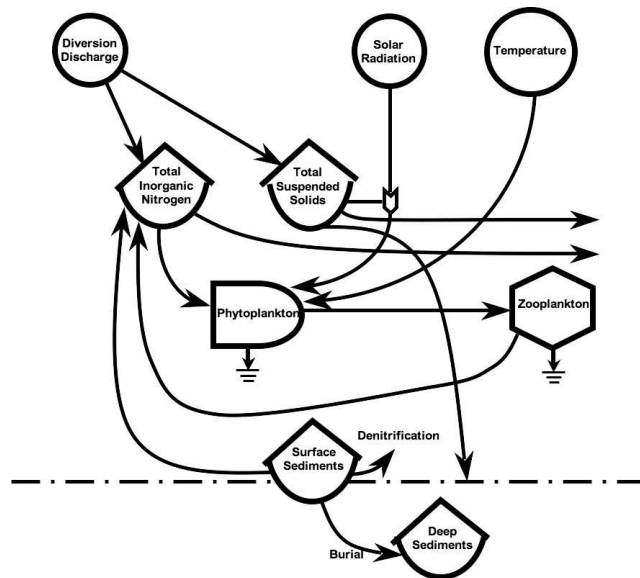 Diversion
Discharge
Solar
Radiation
Temperature
Total
Inorganic
Nitrogen
Total
Suspended
Solids
Phytoplankton
Zooplankton
Surface
Sediments
Denitrification
Burial
Deep
Sediments